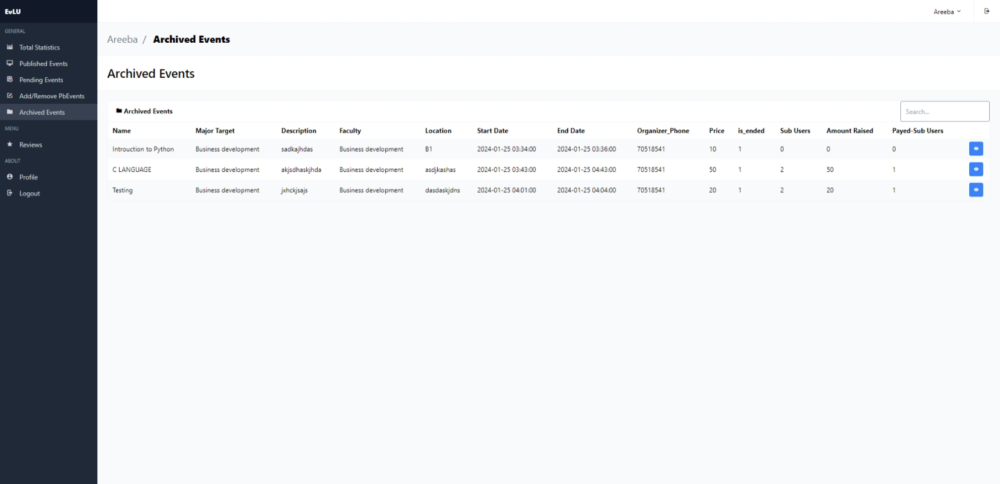 EvLU
Areeba
GENERAL
Total Statistics
Published Events
Pending Events
Add/Remove PbEvents
Archived Events
MENU
Reviews
ABOUT
Profile
Logout
Areeba / Archived Events
Archived Events
Archived Events
Search...
Name Major Target Description Faculty Location Start Date End Date Organizer_Phone Price is_ended Sub Users Amount Raised Payed-Sub Users
Introuction to Python Business development sadkajhdas Business development B1 2024-01-25 03:34:00 2024-01-25 03:36:00 70518541 10 1 0 0 0
C LANGUAGE Business development akjsdhaskjhda Business development asdjkashas 2024-01-25 03:43:00 2024-01-25 04:43:00 70518541 50 1 2 50 1
Testing Business development jxhckjsajs Business development dasdaskjdns 2024-01-25 04:01:00 2024-01-25 04:04:00 70518541 20 1 2 20 1